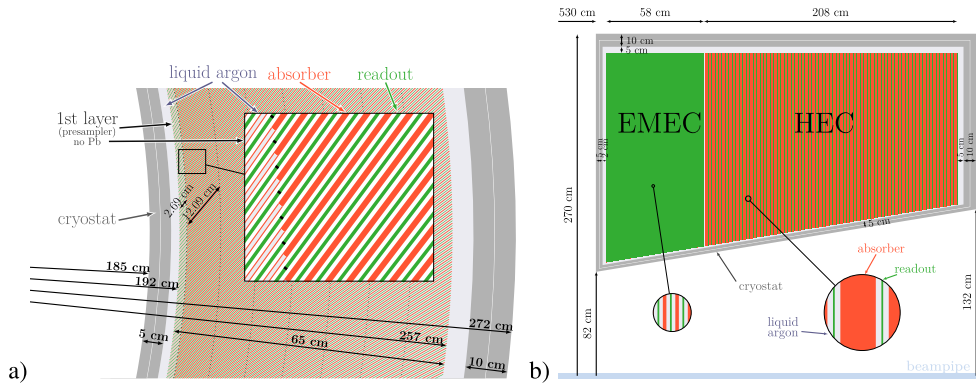 liquid argon
absorber
readout
1st layer
(presampler)
no Pb
2.69 cm
12.09 cm
cryostat
185 cm
192 cm
272 cm
257 cm
65 cm
5 cm
10 cm
a)
530 cm
58 cm
208 cm
10 cm
5 cm
EMEC
HEC
5 cm
2 cm
5 cm
10 cm
270 cm
5 cm
absorber
readout
cryostat
liquid
argon
82 cm
132 cm
beampipe
b)